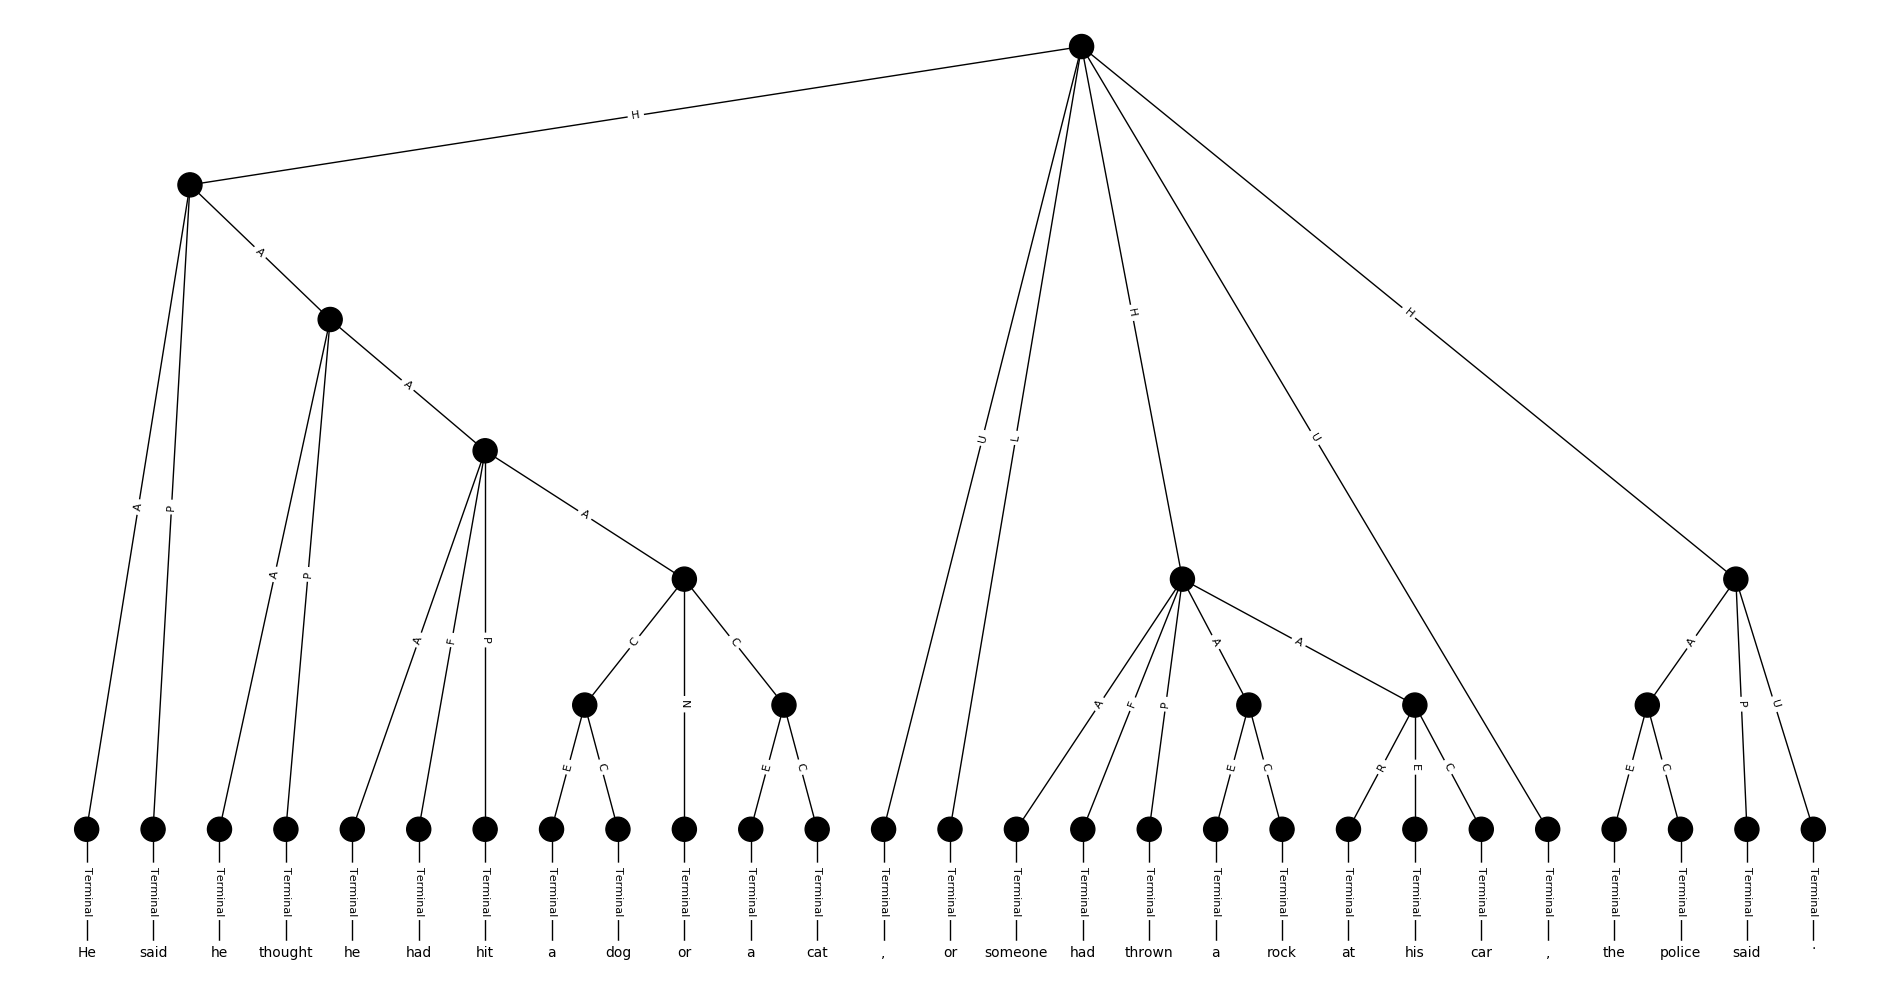 H
A
A
H
H
A
U
L
U
A
P
A
P
A
F
P
C
C
A
A
A
N
A
F
P
P
U
E
C
E
C
E
C
R
E
C
E
C
Terminal Terminal Terminal Terminal Terminal Terminal Terminal Terminal Terminal Terminal Terminal Terminal Terminal Terminal Terminal Terminal Terminal Terminal Terminal Terminal Terminal Terminal Terminal Terminal Terminal Terminal Terminal
He said he thought he had hit a dog or a cat , or someone had thrown a rock at his car , the police said .